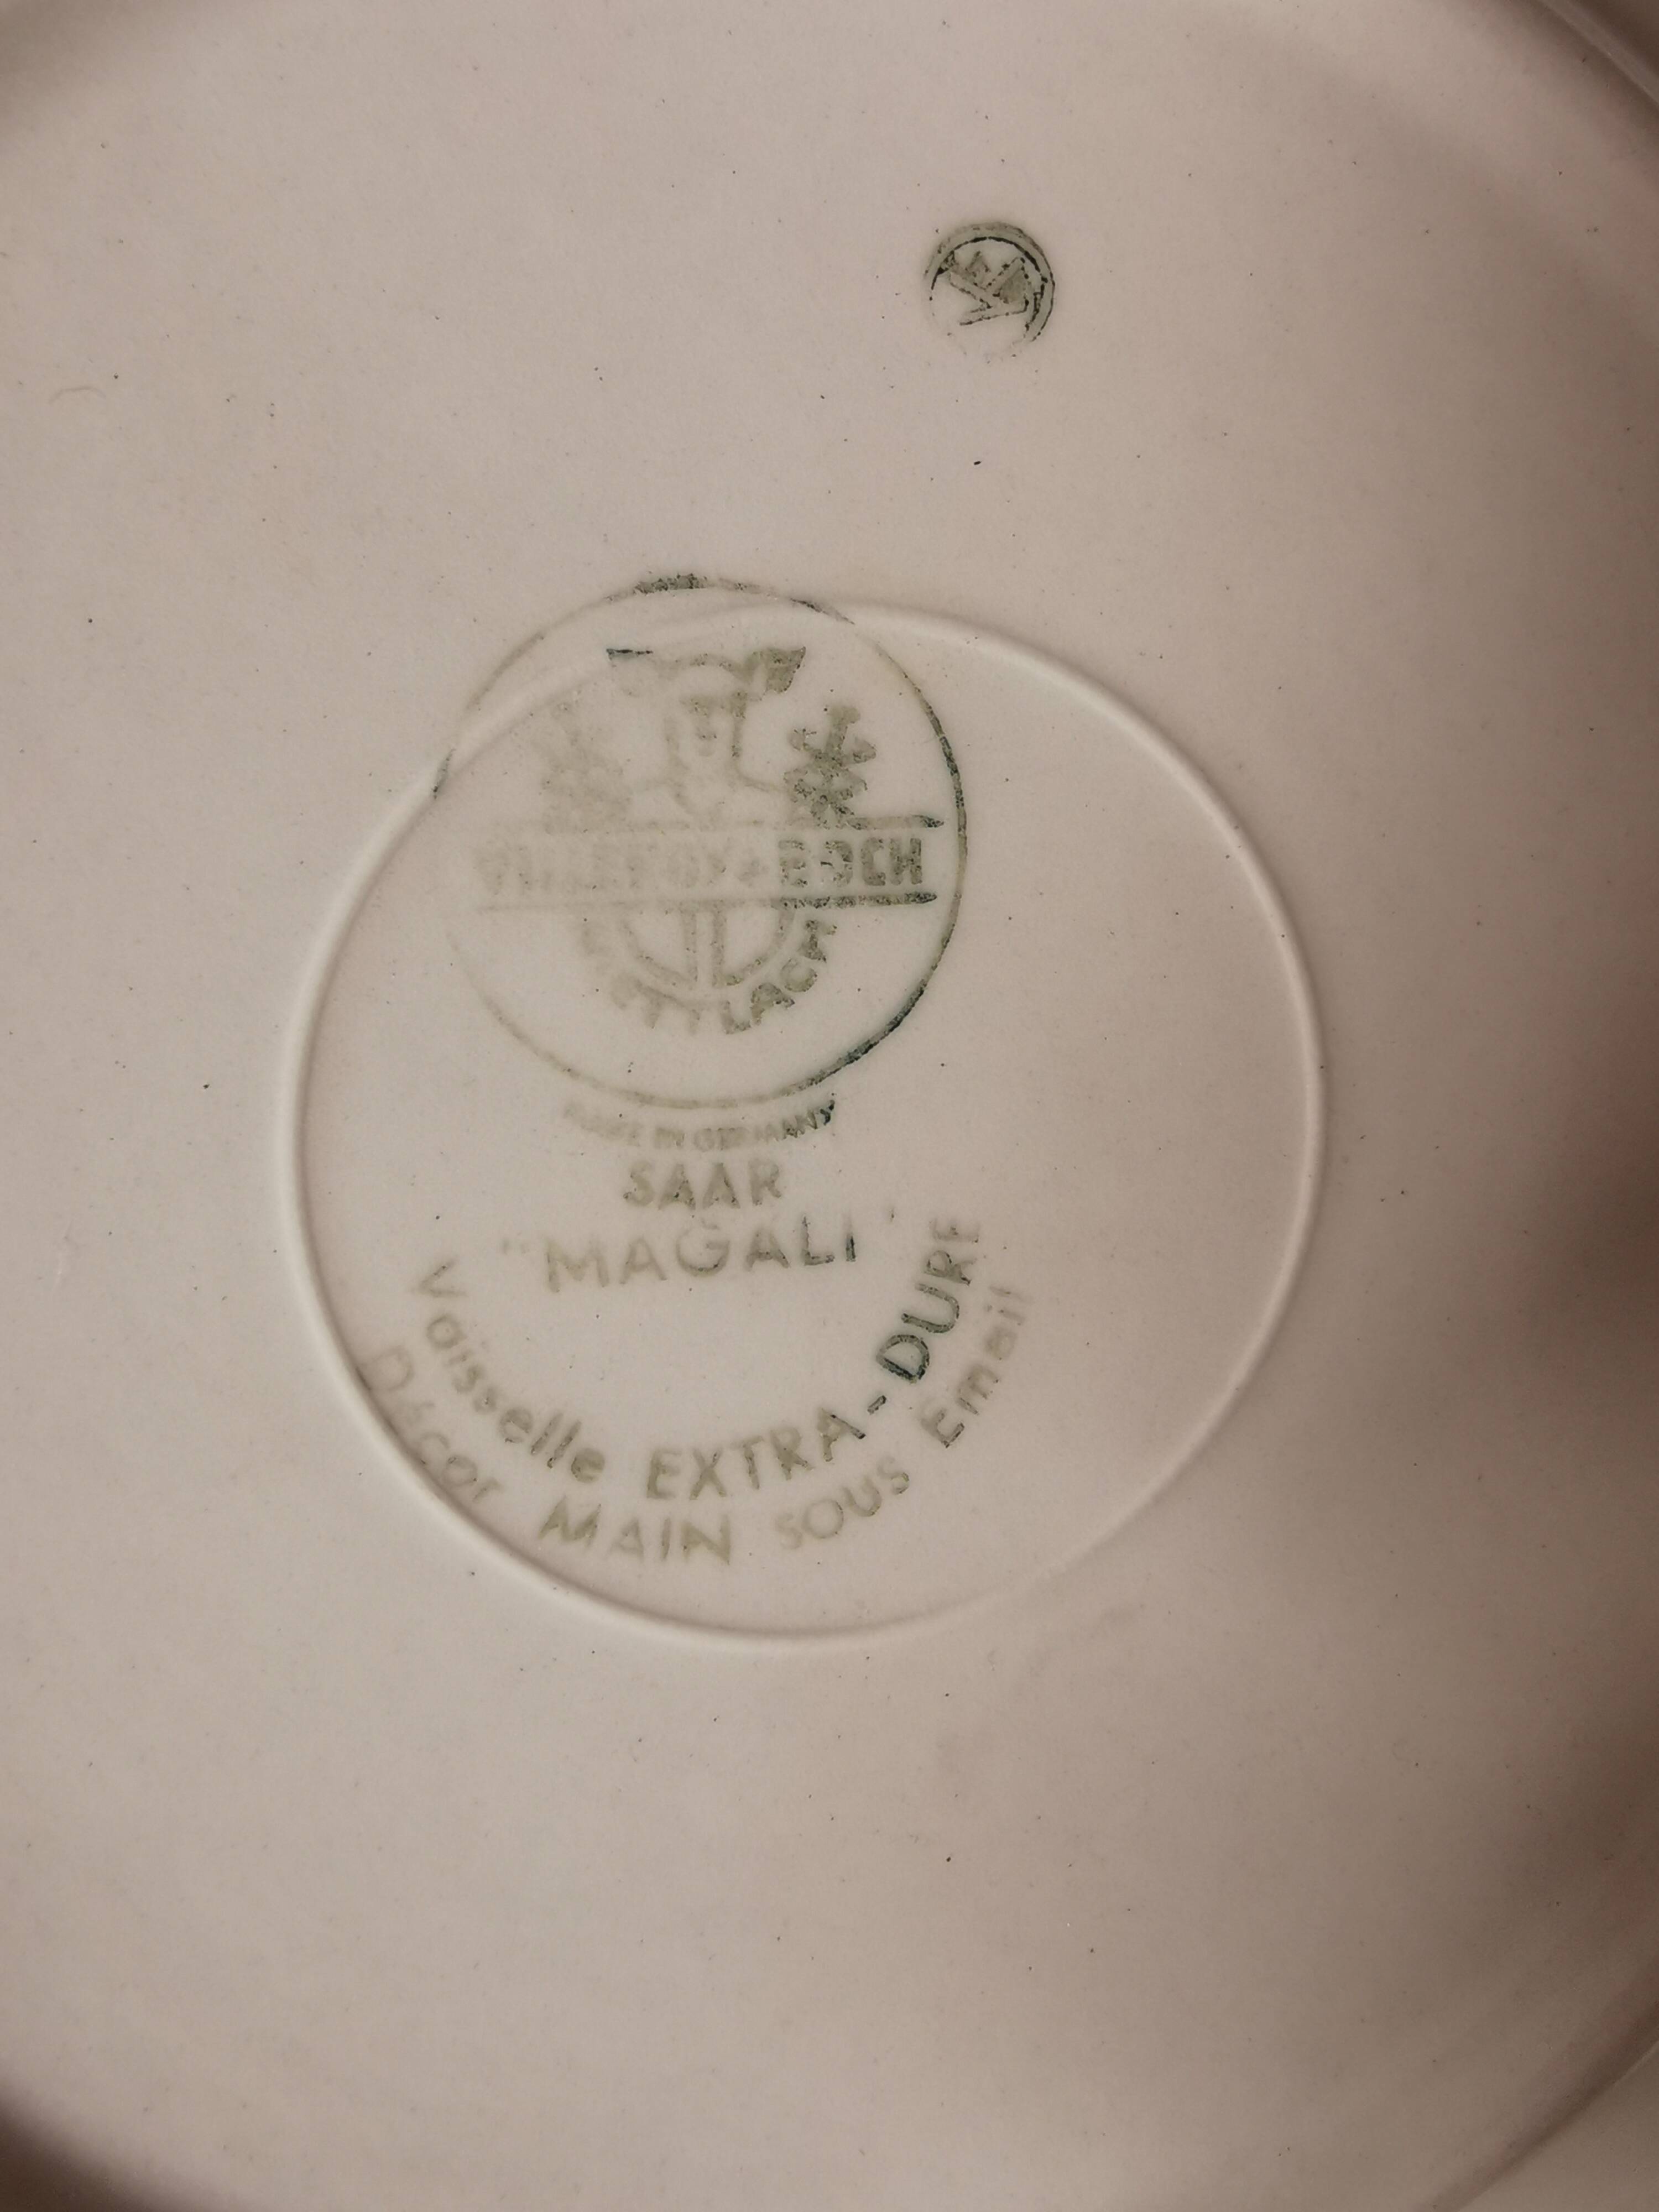 VILLEROY + BOCH
METTLACH
MADE IN GERMANY
SAAR
"MAGALI"
Vaisselle EXTRA-DURE
Décor MAIN SOUS Email